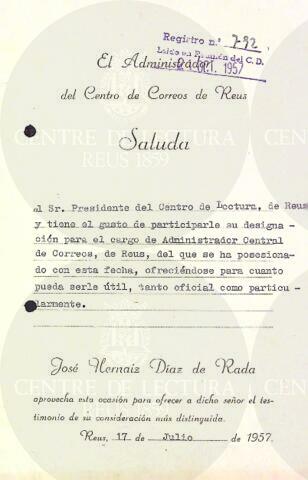 Registro n.º 792
Leído en Reunión del C.D.
OCT. 1957
El Administrador
del Centro de Correos de Reus
Saluda
CENTRE DE LECTURA
REUS 1859
al Sr. Presidente del Centro de Lectura, de Reus
y tiene el gusto de participarle su designa-
ción para el cargo de Administrador Central
de Correos, de Reus, del que se ha posesiona-
do con esta fecha, ofreciéndose para cuanto
pueda serle útil, tanto oficial como particu-
larmente.
José Hernaiz Díaz de Rada
CENTRE DE LECTURA
aprovecha esta ocasión para ofrecer a dicho señor el tes-
timonio de su consideración más distinguida.
Reus, 17 de Julio de 1957.